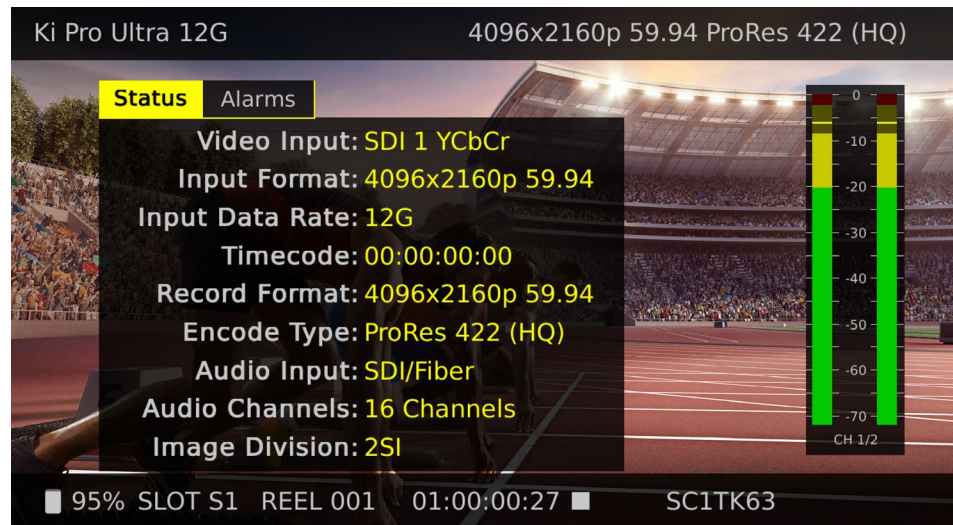 Ki Pro Ultra 12G 4096x2160p 59.94 ProRes 422 (HQ)
Status Alarms
Video Input: SDI 1 YCbCr
Input Format: 4096x2160p 59.94
Input Data Rate: 12G
Timecode: 00:00:00:00
Record Format: 4096x2160p 59.94
Encode Type: ProRes 422 (HQ)
Audio Input: SDI/Fiber
Audio Channels: 16 Channels
Image Division: 2SI
0
-10
-20
-30
-40
-50
-60
-70
CH 1/2
95% SLOT S1 REEL 001 01:00:00:27 SC1TK63